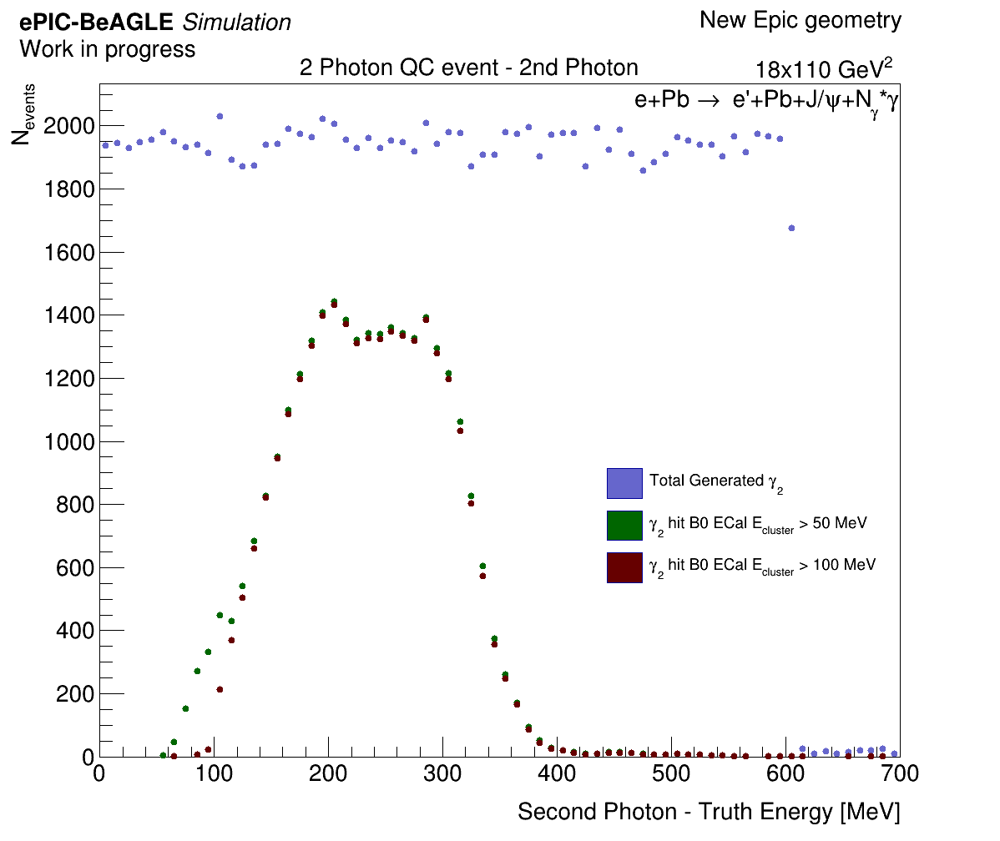 ePIC-BeAGLE Simulation
New Epic geometry
Work in progress
2 Photon QC event - 2nd Photon
18x110 GeV²
e+Pb → e'+Pb+J/ψ+Nᵧ*γ
N_events
2000
1800
1600
1400
1200
1000
800
600
400
200
0
Total Generated γ₂
γ₂ hit B0 ECal E_cluster > 50 MeV
γ₂ hit B0 ECal E_cluster > 100 MeV
0 100 200 300 400 500 600 700
Second Photon - Truth Energy [MeV]